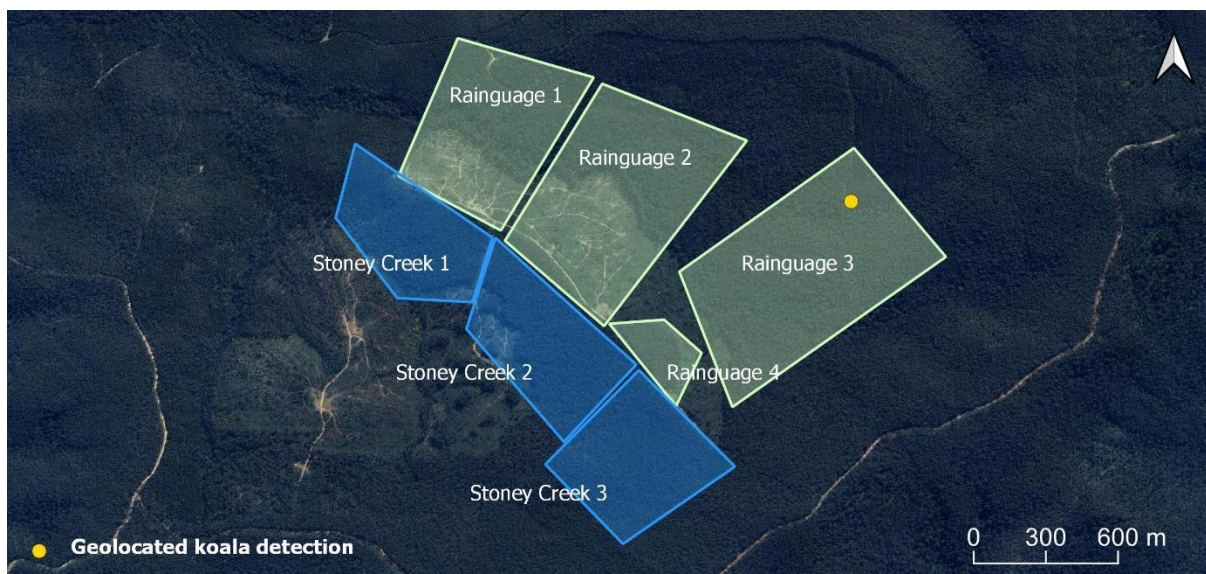 Rainguage 1
Rainguage 2
Rainguage 3
Stoney Creek 1
Stoney Creek 2
Rainguage 4
Stoney Creek 3
Geolocated koala detection
0 300 600 m